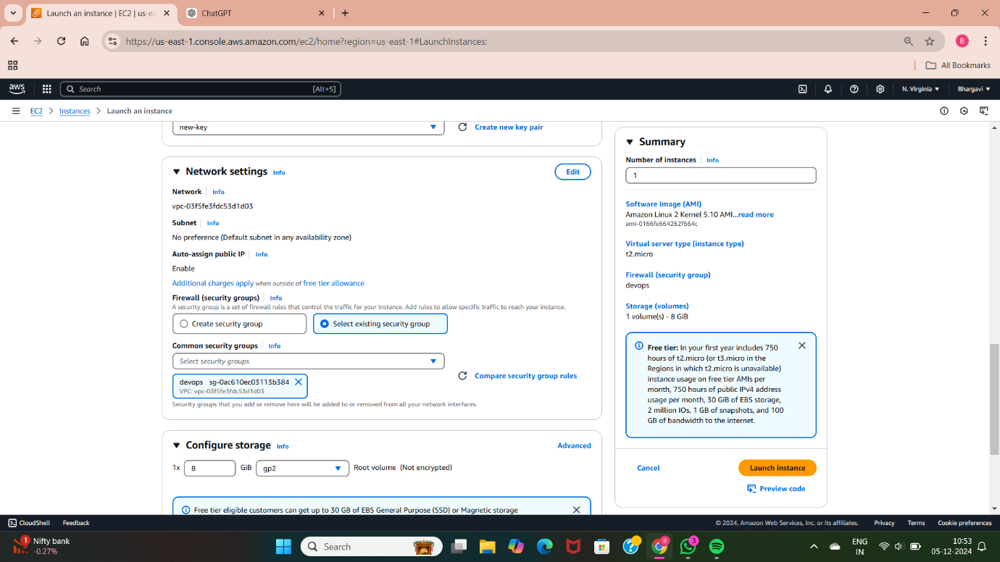 Launch an instance | EC2 | us-ea
ChatGPT
https://us-east-1.console.aws.amazon.com/ec2/home?region=us-east-1#LaunchInstances:
B
All Bookmarks
aws
Search
[Alt+S]
N. Virginia
Bhargavi
EC2
Instances
Launch an instance
new-key
Create new key pair
Network settings
Info
Edit
Network
Info
vpc-03f5fe3fdc53d1d03
Subnet
Info
No preference (Default subnet in any availability zone)
Auto-assign public IP
Info
Enable
Additional charges apply when outside of free tier allowance
Firewall (security groups)
Info
A security group is a set of firewall rules that control the traffic for your instance. Add rules to allow specific traffic to reach your instance.
Create security group
Select existing security group
Common security groups
Info
Select security groups
devops sg-0ac610ec03113b384
VPC: vpc-03f5fe3fdc53d1d03
Compare security group rules
Security groups that you add or remove here will be added to or removed from all your network interfaces.
Configure storage
Info
Advanced
1x
8
GiB
gp2
Root volume (Not encrypted)
Free tier eligible customers can get up to 30 GB of EBS General Purpose (SSD) or Magnetic storage
Summary
Number of instances
Info
1
Software Image (AMI)
Amazon Linux 2 Kernel 5.10 AMI...read more
ami-0166fe664262f664c
Virtual server type (instance type)
t2.micro
Firewall (security group)
devops
Storage (volumes)
1 volume(s) - 8 GiB
Free tier: In your first year includes 750
hours of t2.micro (or t3.micro in the
Regions in which t2.micro is unavailable)
instance usage on free tier AMIs per
month, 750 hours of public IPv4 address
usage per month, 30 GiB of EBS storage,
2 million IOs, 1 GB of snapshots, and 100
GB of bandwidth to the internet.
Cancel
Launch instance
Preview code
CloudShell
Feedback
© 2024, Amazon Web Services, Inc. or its affiliates.
Privacy
Terms
Cookie preferences
1
Nifty bank
-0.27%
Search
B
3
ENG
IN
10:53
05-12-2024